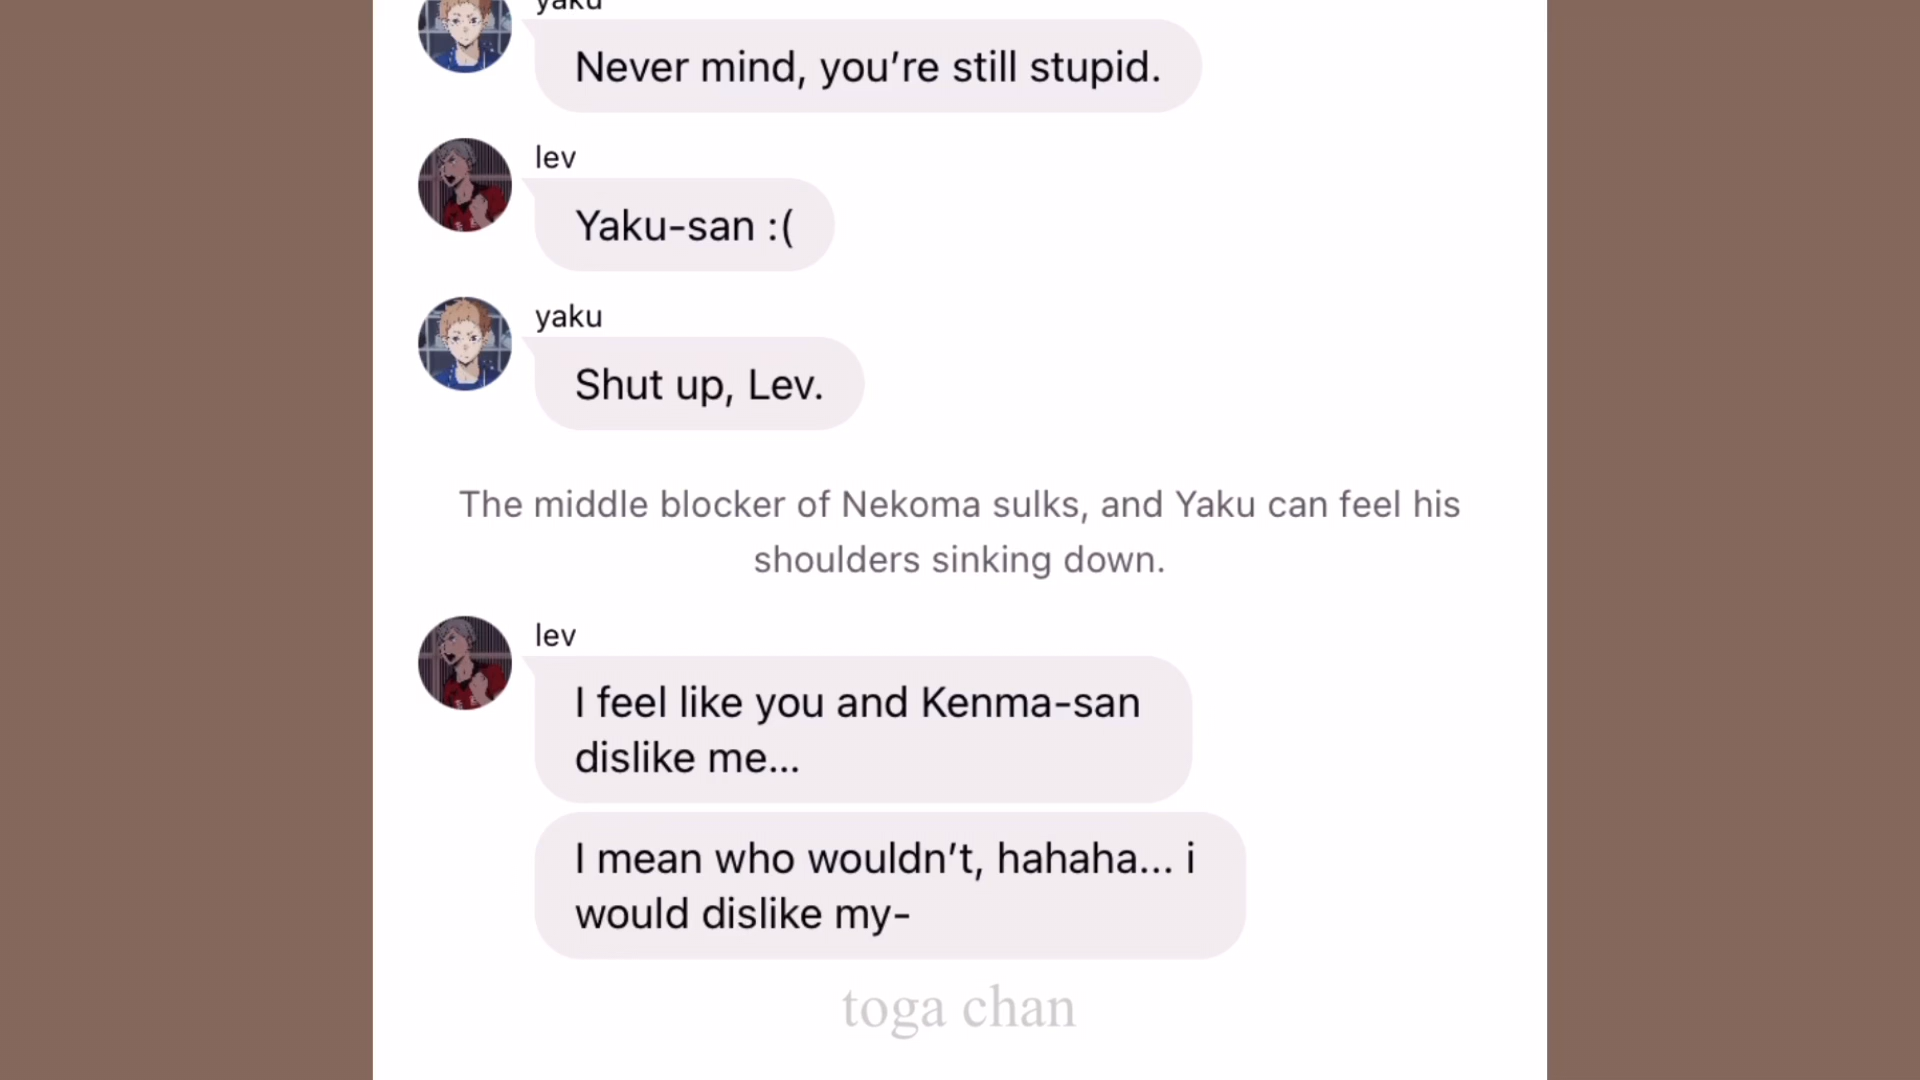 yaku
Never mind, you’re still stupid.
lev
Yaku-san :(
yaku
Shut up, Lev.
The middle blocker of Nekoma sulks, and Yaku can feel his
shoulders sinking down.
lev
I feel like you and Kenma-san
dislike me...
I mean who wouldn’t, hahaha... i
would dislike my-
toga chan